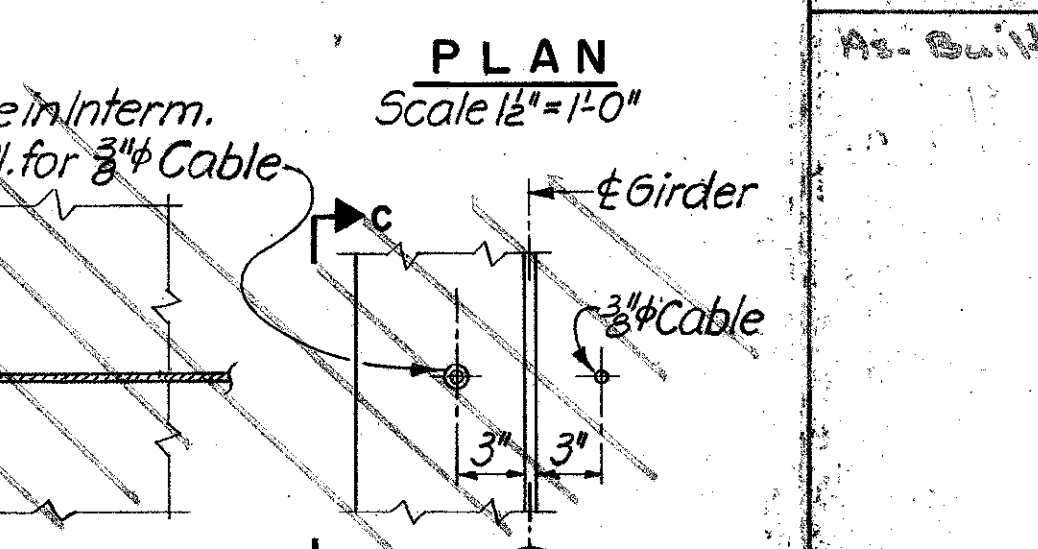 PLAN
Scale 1½"=1'-0"
As-Built
e in Interm.
l. for ⅜"φ Cable
℄ Girder
C
⅜"φ Cable
3" 3"